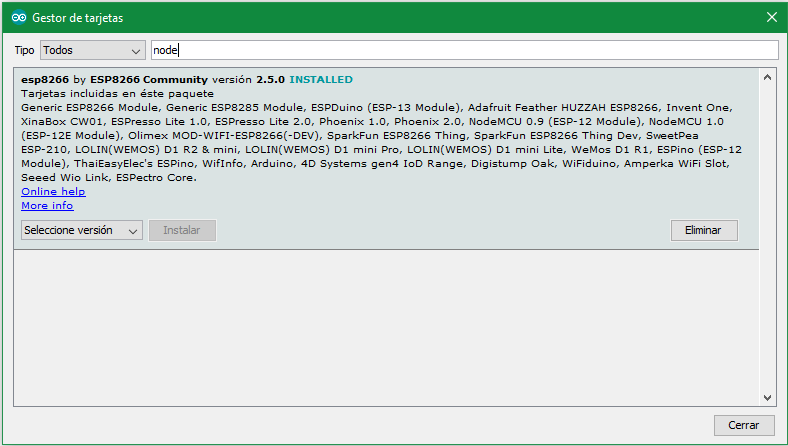 Gestor de tarjetas
Tipo Todos node
esp8266 by ESP8266 Community versión 2.5.0 INSTALLED
Tarjetas incluidas en éste paquete
Generic ESP8266 Module, Generic ESP8285 Module, ESPDuino (ESP-13 Module), Adafruit Feather HUZZAH ESP8266, Invent One,
XinaBox CW01, ESPresso Lite 1.0, ESPresso Lite 2.0, Phoenix 1.0, Phoenix 2.0, NodeMCU 0.9 (ESP-12 Module), NodeMCU 1.0
(ESP-12E Module), Olimex MOD-WIFI-ESP8266(-DEV), SparkFun ESP8266 Thing, SparkFun ESP8266 Thing Dev, SweetPea
ESP-210, LOLIN(WEMOS) D1 R2 & mini, LOLIN(WEMOS) D1 mini Pro, LOLIN(WEMOS) D1 mini Lite, WeMos D1 R1, ESPino (ESP-12
Module), ThaiEasyElec's ESPino, WifInfo, Arduino, 4D Systems gen4 IoD Range, Digistump Oak, WiFiduino, Amperka WiFi Slot,
Seeed Wio Link, ESPectro Core.
Online help
More info
Seleccione versión Instalar Eliminar
Cerrar